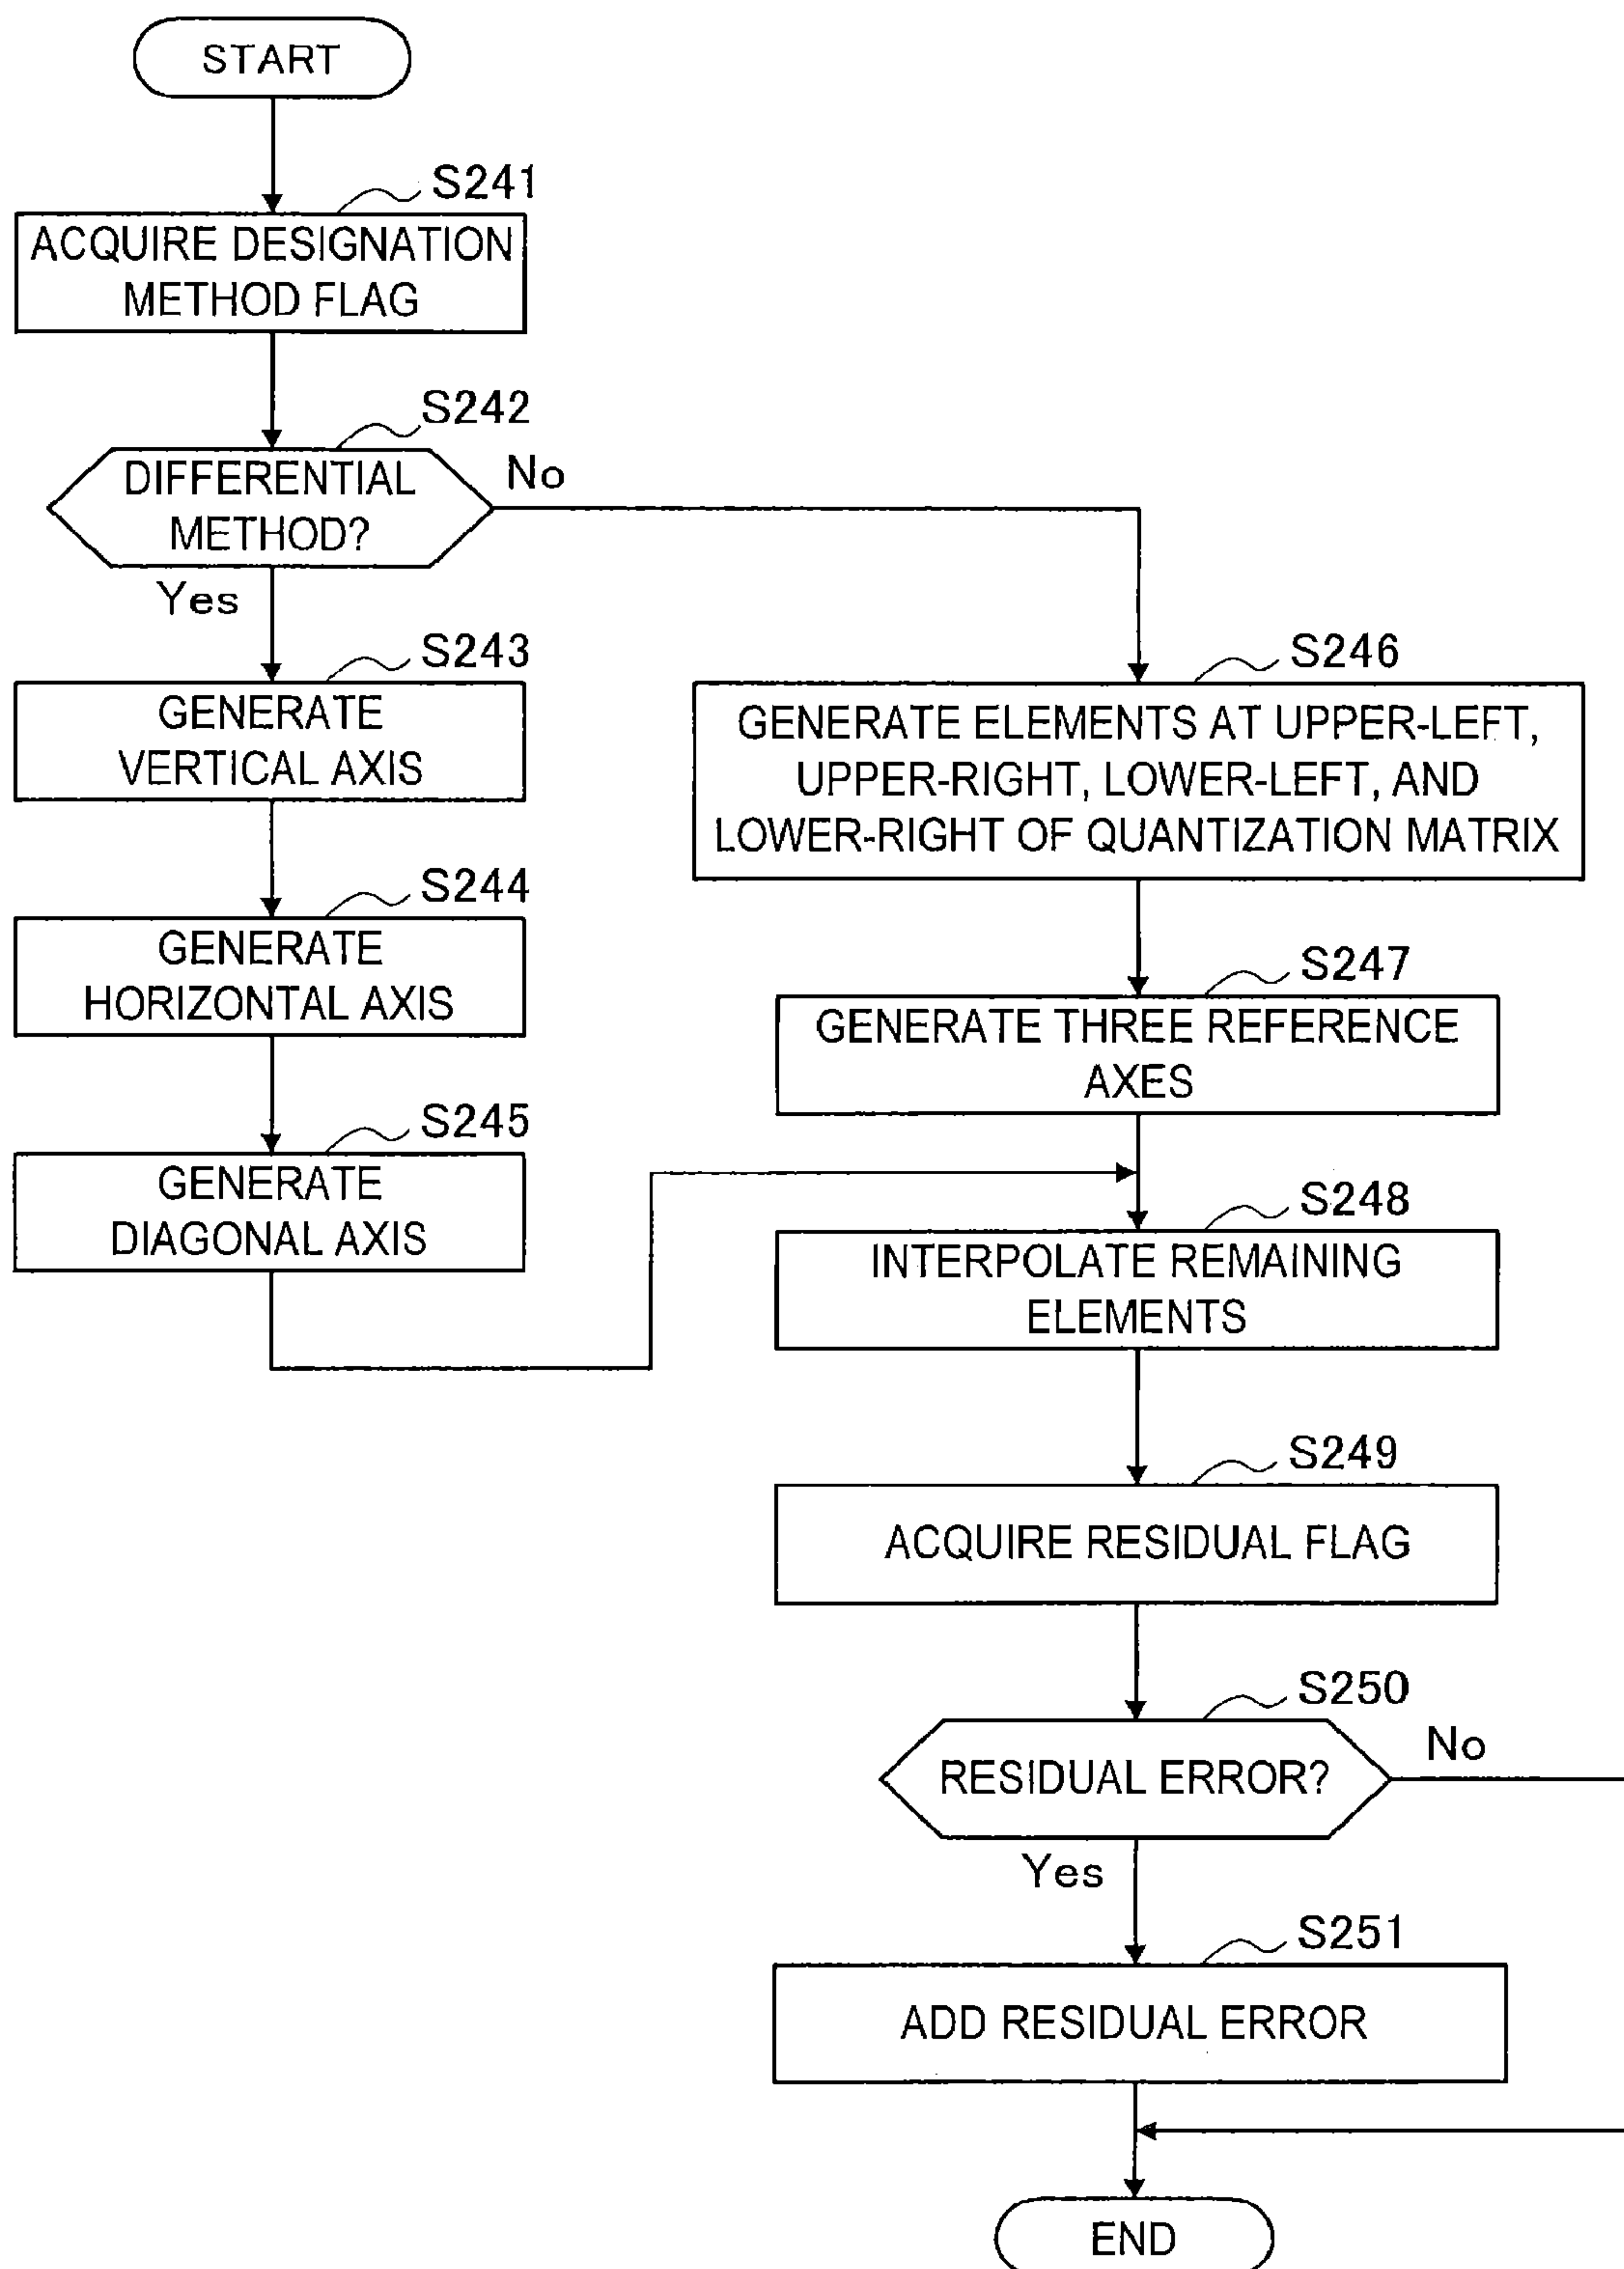 START
S241
ACQUIRE DESIGNATION
METHOD FLAG
S242
DIFFERENTIAL
METHOD?
No
Yes
S243
GENERATE
VERTICAL AXIS
S244
GENERATE
HORIZONTAL AXIS
S245
GENERATE
DIAGONAL AXIS
S246
GENERATE ELEMENTS AT UPPER-LEFT,
UPPER-RIGHT, LOWER-LEFT, AND
LOWER-RIGHT OF QUANTIZATION MATRIX
S247
GENERATE THREE REFERENCE
AXES
S248
INTERPOLATE REMAINING
ELEMENTS
S249
ACQUIRE RESIDUAL FLAG
S250
RESIDUAL ERROR?
No
Yes
S251
ADD RESIDUAL ERROR
END